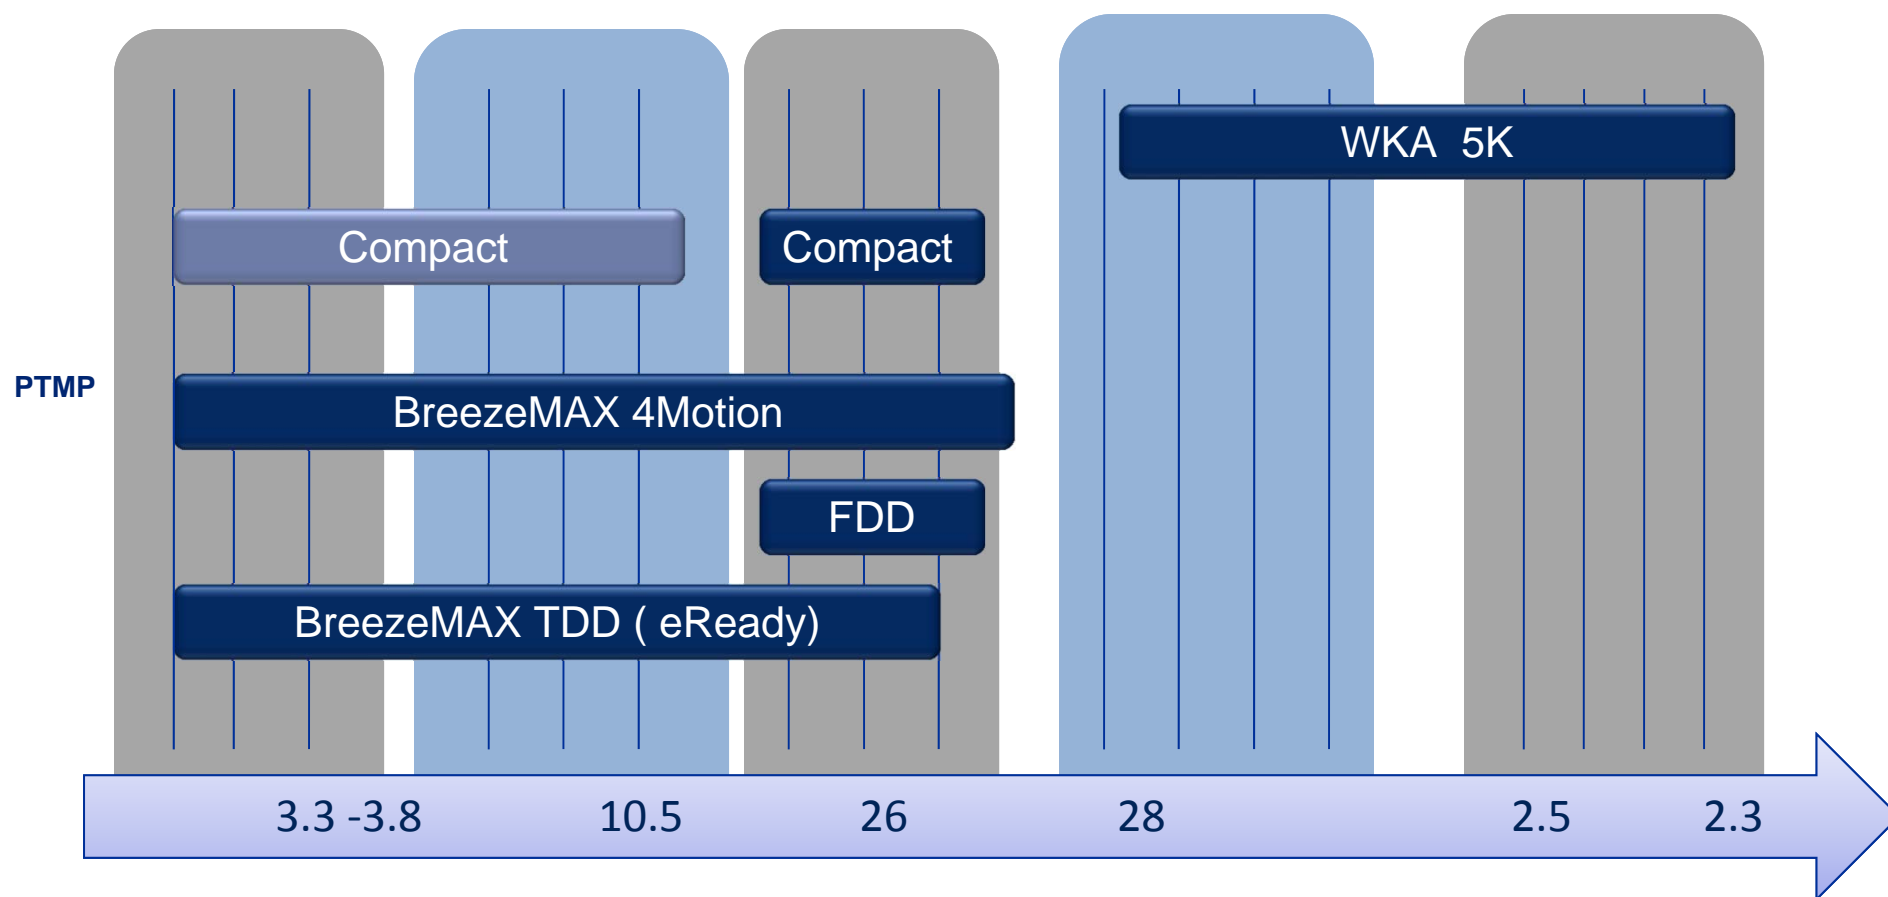 WKA 5K
Compact
Compact
PTMP
BreezeMAX 4Motion
FDD
BreezeMAX TDD ( eReady)
3.3 -3.8
10.5
26
28
2.5
2.3